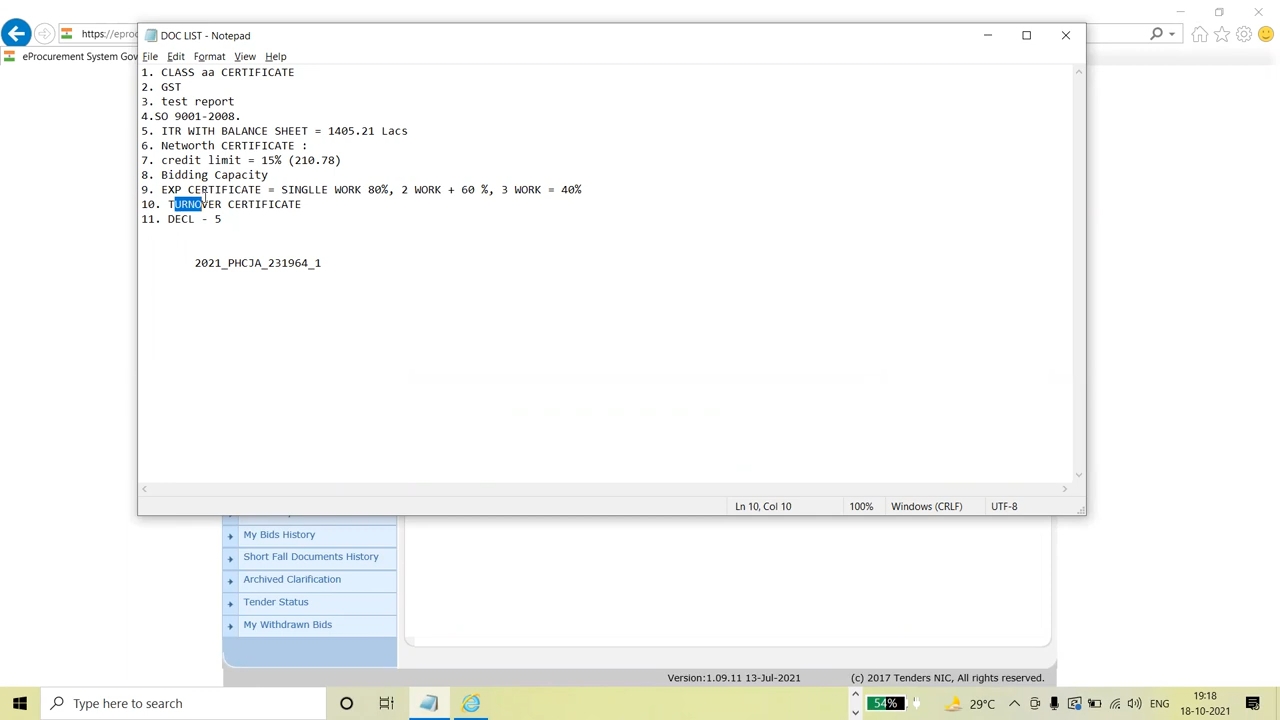 https://eproc
eProcurement System Gov
DOC LIST - Notepad
File Edit Format View Help
1. CLASS aa CERTIFICATE
2. GST
3. test report
4.SO 9001-2008.
5. ITR WITH BALANCE SHEET = 1405.21 Lacs
6. Networth CERTIFICATE :
7. credit limit = 15% (210.78)
8. Bidding Capacity
9. EXP CERTIFICATE = SINGLLE WORK 80%, 2 WORK + 60 %, 3 WORK = 40%
10. TURNOVER CERTIFICATE
11. DECL - 5
2021_PHCJA_231964_1
Ln 10, Col 10 100% Windows (CRLF) UTF-8
My Bids History
Short Fall Documents History
Archived Clarification
Tender Status
My Withdrawn Bids
Version:1.09.11 13-Jul-2021 (c) 2017 Tenders NIC, All rights reserved.
Type here to search
54% 29°C ENG 19:18
18-10-2021